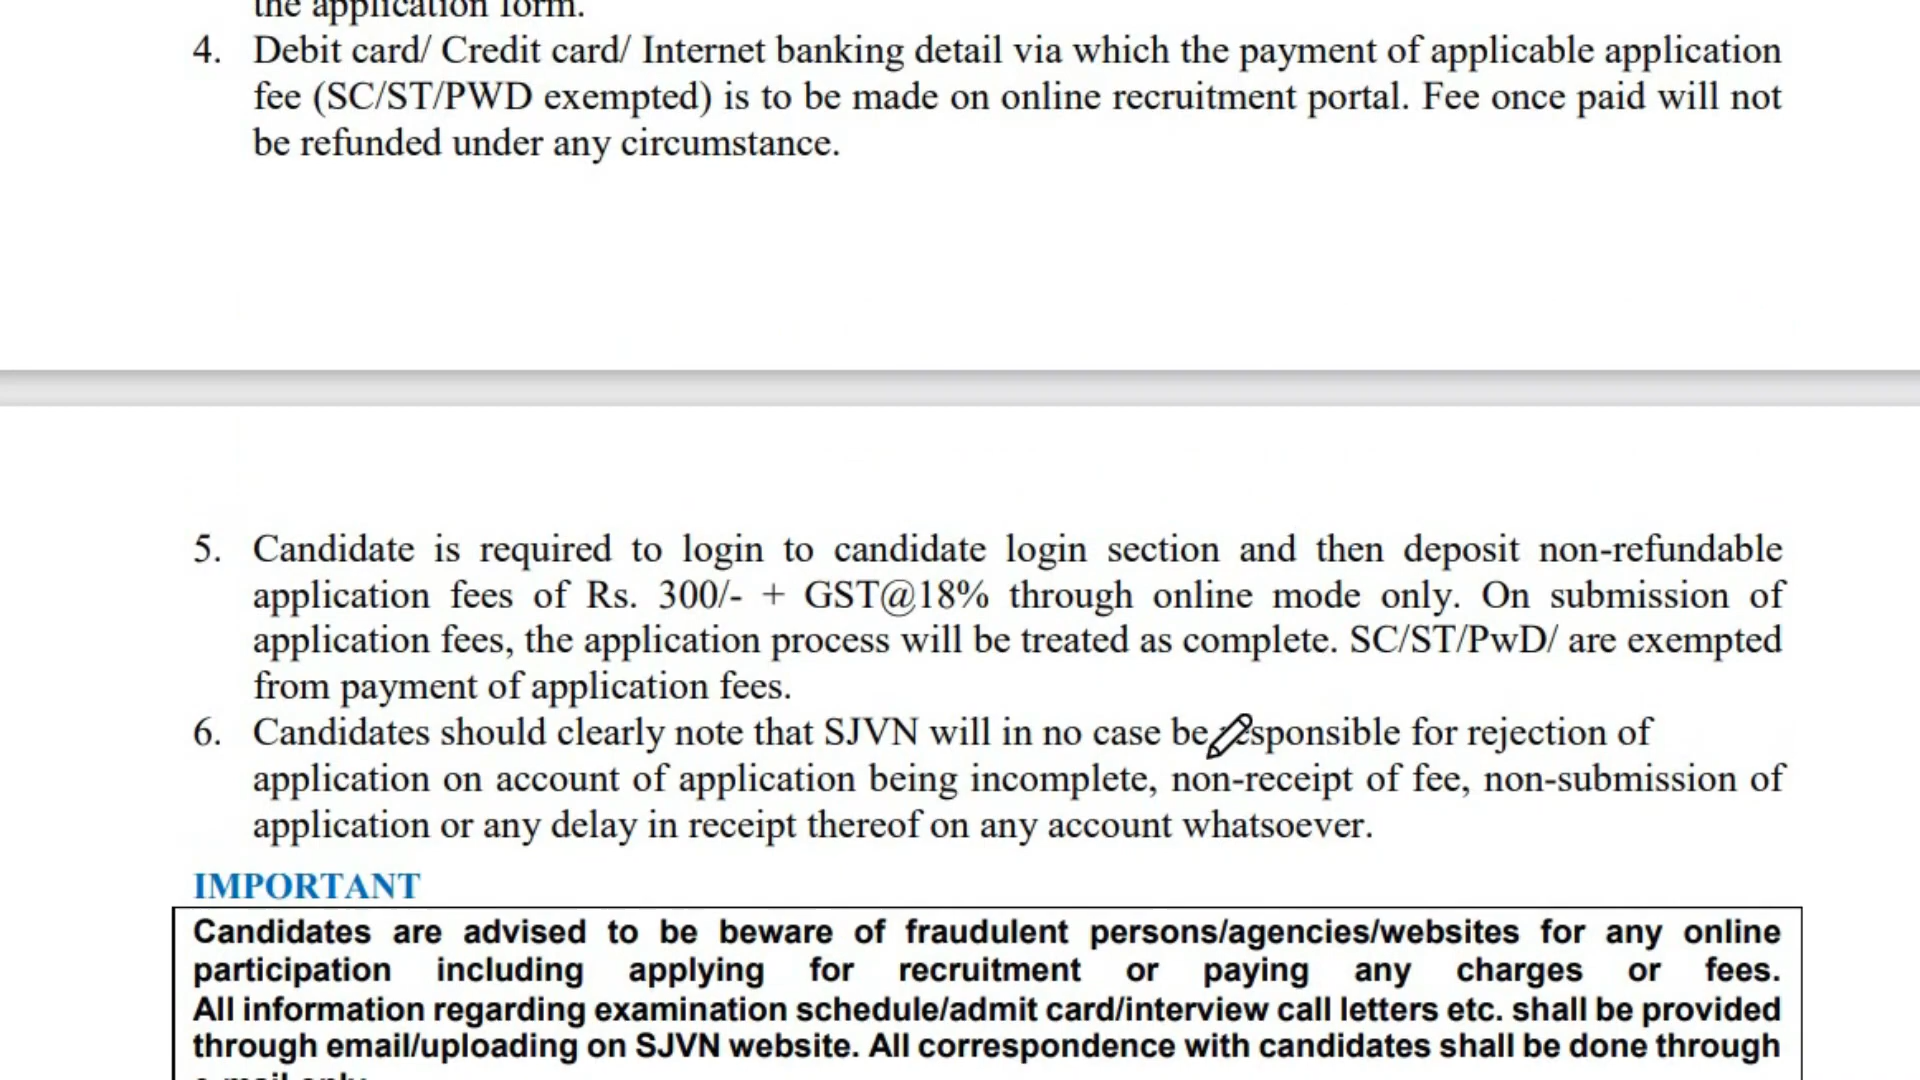 the application form.
4. Debit card/ Credit card/ Internet banking detail via which the payment of applicable application
fee (SC/ST/PWD exempted) is to be made on online recruitment portal. Fee once paid will not
be refunded under any circumstance.
5. Candidate is required to login to candidate login section and then deposit non-refundable
application fees of Rs. 300/- + GST@18% through online mode only. On submission of
application fees, the application process will be treated as complete. SC/ST/PwD/ are exempted
from payment of application fees.
6. Candidates should clearly note that SJVN will in no case be responsible for rejection of
application on account of application being incomplete, non-receipt of fee, non-submission of
application or any delay in receipt thereof on any account whatsoever.
IMPORTANT
Candidates are advised to be beware of fraudulent persons/agencies/websites for any online
participation including applying for recruitment or paying any charges or fees.
All information regarding examination schedule/admit card/interview call letters etc. shall be provided
through email/uploading on SJVN website. All correspondence with candidates shall be done through
e-mail only.